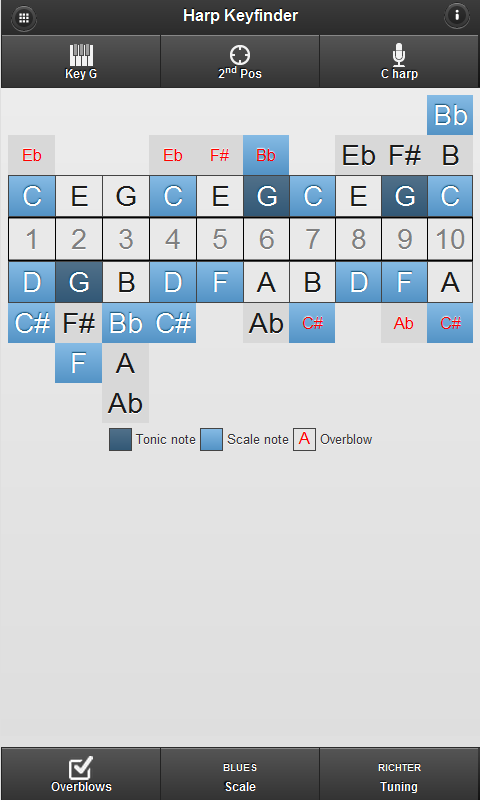 Harp Keyfinder
Key G
2nd Pos
C harp
Bb
Eb Eb F# Bb Eb F# B
C E G C E G C E G C
1 2 3 4 5 6 7 8 9 10
D G B D F A B D F A
C# F# Bb C# Ab C# Ab C#
F A
Ab
Tonic note Scale note A Overblow
Overblows
BLUES
Scale
RICHTER
Tuning